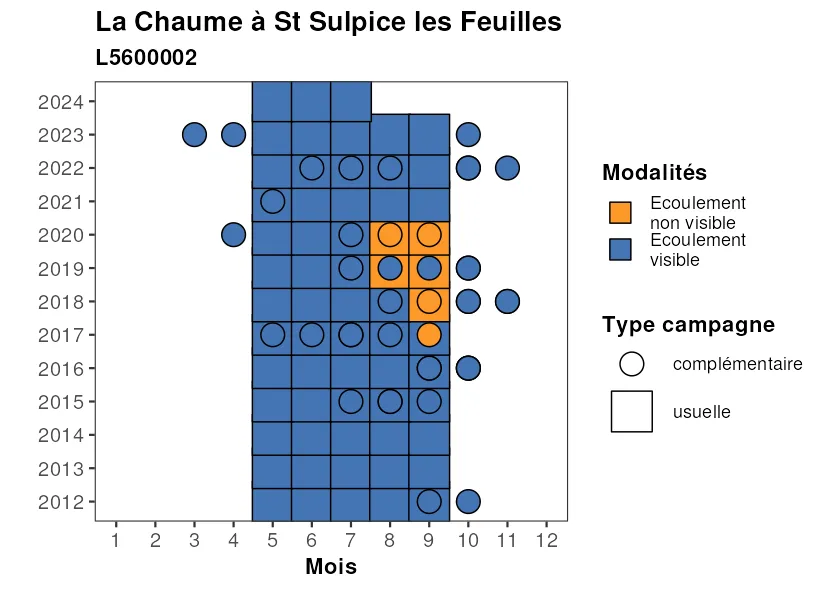 La Chaume à St Sulpice les Feuilles
L5600002
2024
2023
2022
2021
2020
2019
2018
2017
2016
2015
2014
2013
2012
1 2 3 4 5 6 7 8 9 10 11 12
Mois
Modalités
Ecoulement
non visible
Ecoulement
visible
Type campagne
complémentaire
usuelle